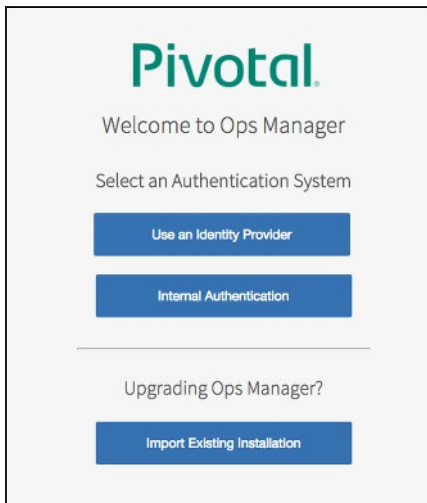 Pivotal®
Welcome to Ops Manager
Select an Authentication System
Use an Identity Provider
Internal Authentication
Upgrading Ops Manager?
Import Existing Installation